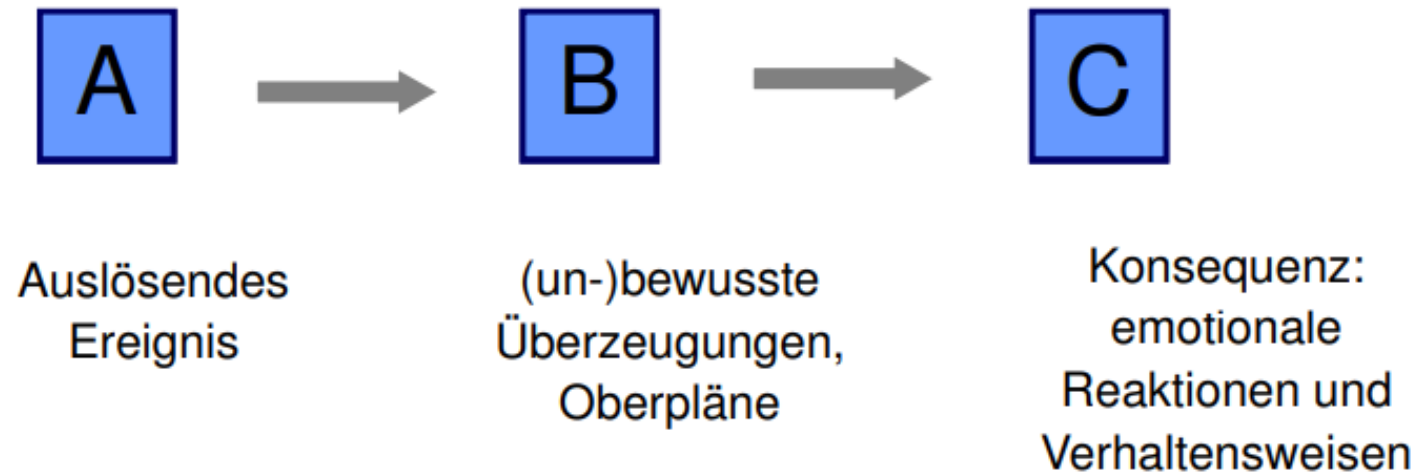 A
B
C
Auslösendes
Ereignis
(un-)bewusste
Überzeugungen,
Oberpläne
Konsequenz:
emotionale
Reaktionen und
Verhaltensweisen